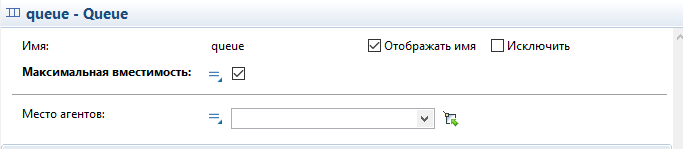 queue - Queue
Имя: queue Отображать имя Исключить
Максимальная вместимость:
Место агентов: